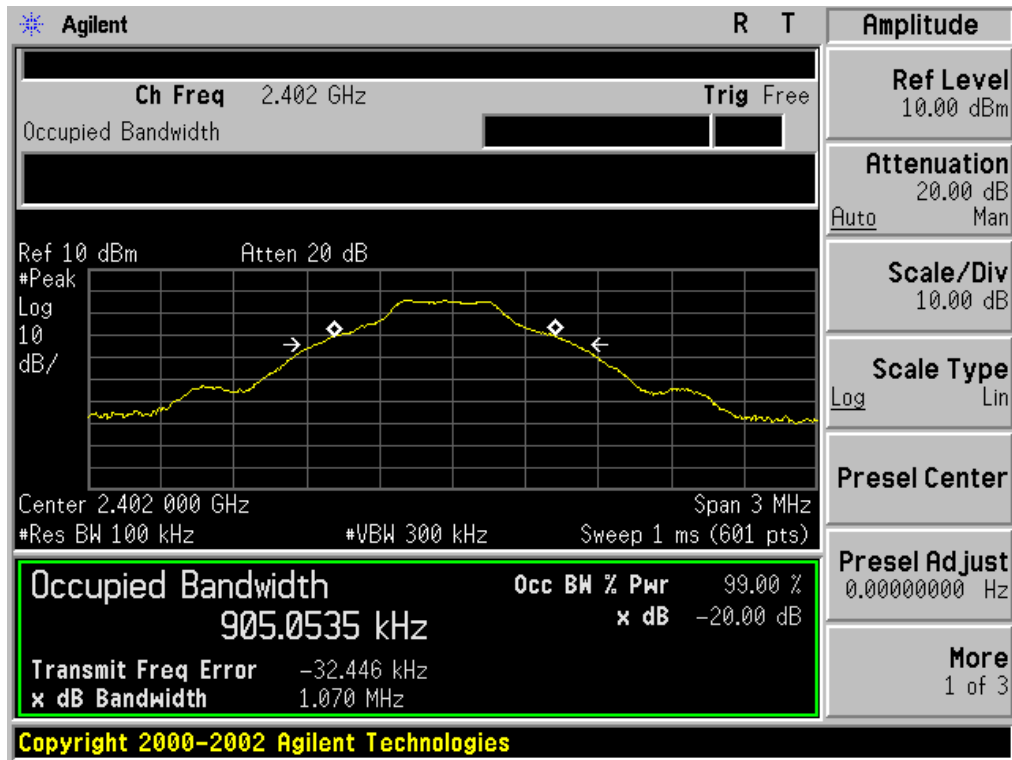 Agilent R T
Ch Freq 2.402 GHz Trig Free
Occupied Bandwidth
Ref 10 dBm Atten 20 dB
#Peak
Log
10
dB/
Center 2.402 000 GHz Span 3 MHz
#Res BW 100 kHz #VBW 300 kHz Sweep 1 ms (601 pts)
Occupied Bandwidth Occ BW % Pwr 99.00 %
905.0535 kHz x dB -20.00 dB
Transmit Freq Error -32.446 kHz
x dB Bandwidth 1.070 MHz
Copyright 2000-2002 Agilent Technologies
Amplitude
Ref Level
10.00 dBm
Attenuation
20.00 dB
Auto Man
Scale/Div
10.00 dB
Scale Type
Log Lin
Presel Center
Presel Adjust
0.00000000 Hz
More
1 of 3